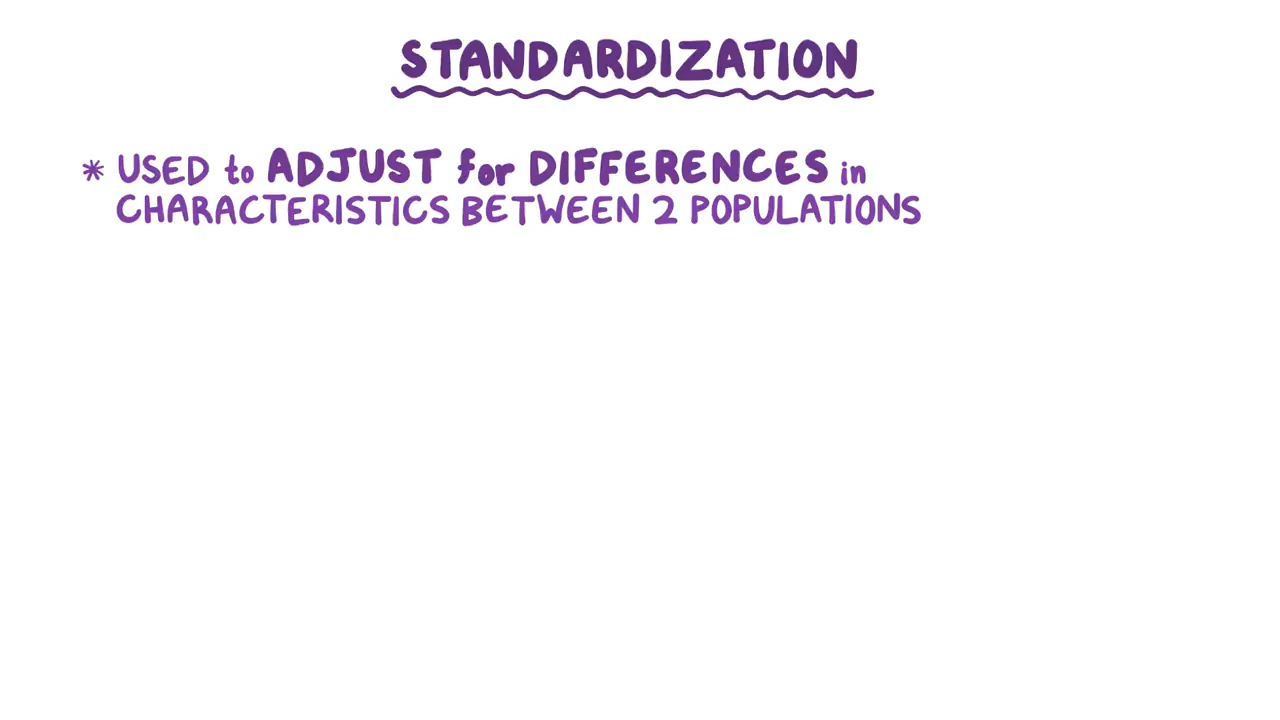 STANDARDIZATION
* USED to ADJUST for DIFFERENCES in
CHARACTERISTICS BETWEEN 2 POPULATIONS